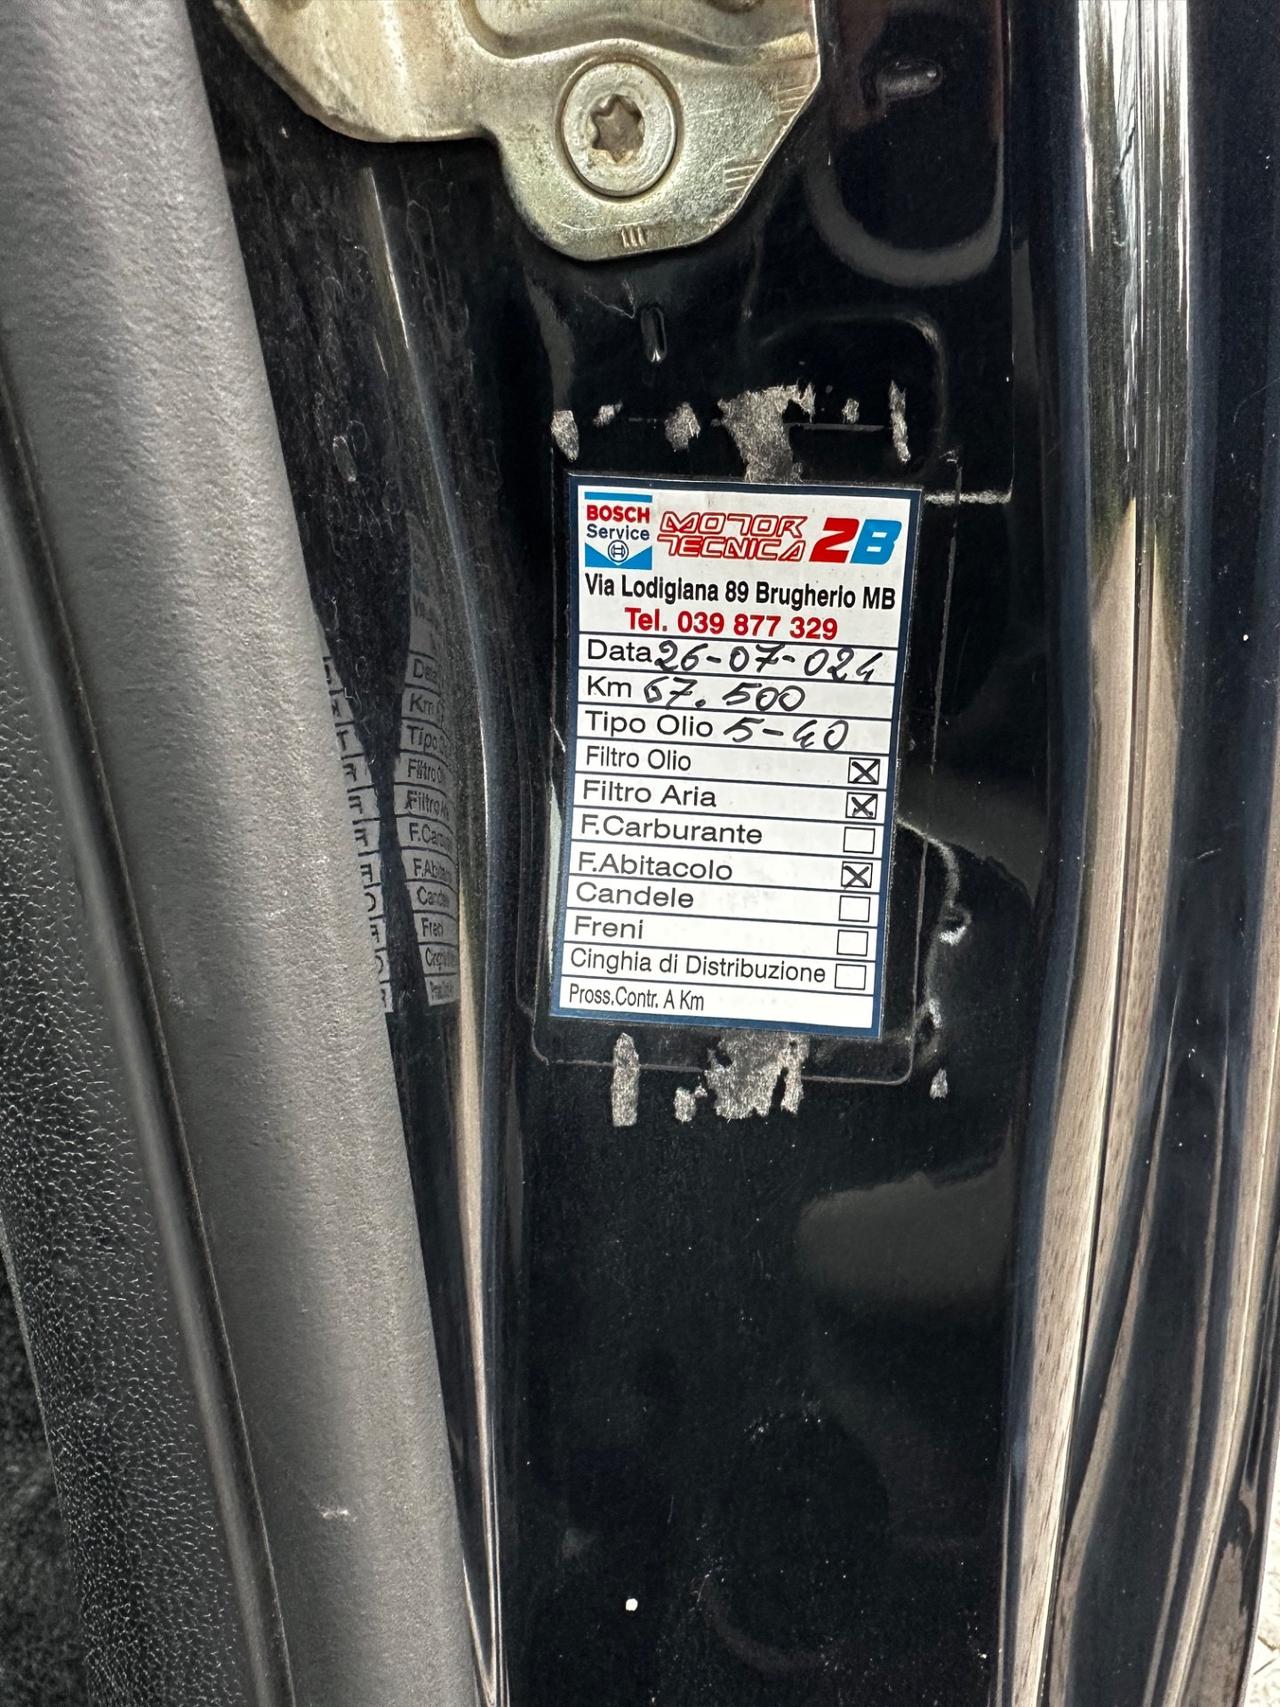 BOSCH
Service
MOTOR
TECNICA
2B
Via Lodigiana 89 Brugherio MB
Tel. 039 877 329
Data 26-07-024
Km 67.500
Tipo Olio 5-40
Filtro Olio
Filtro Aria
F.Carburante
F.Abitacolo
Candele
Freni
Cinghia di Distribuzione
Pross.Contr. A Km